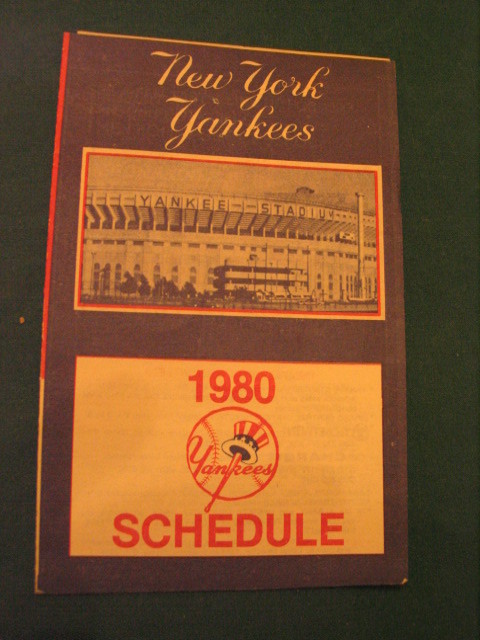 New York
Yankees
YANKEE STADIUM
1980
Yankees
SCHEDULE